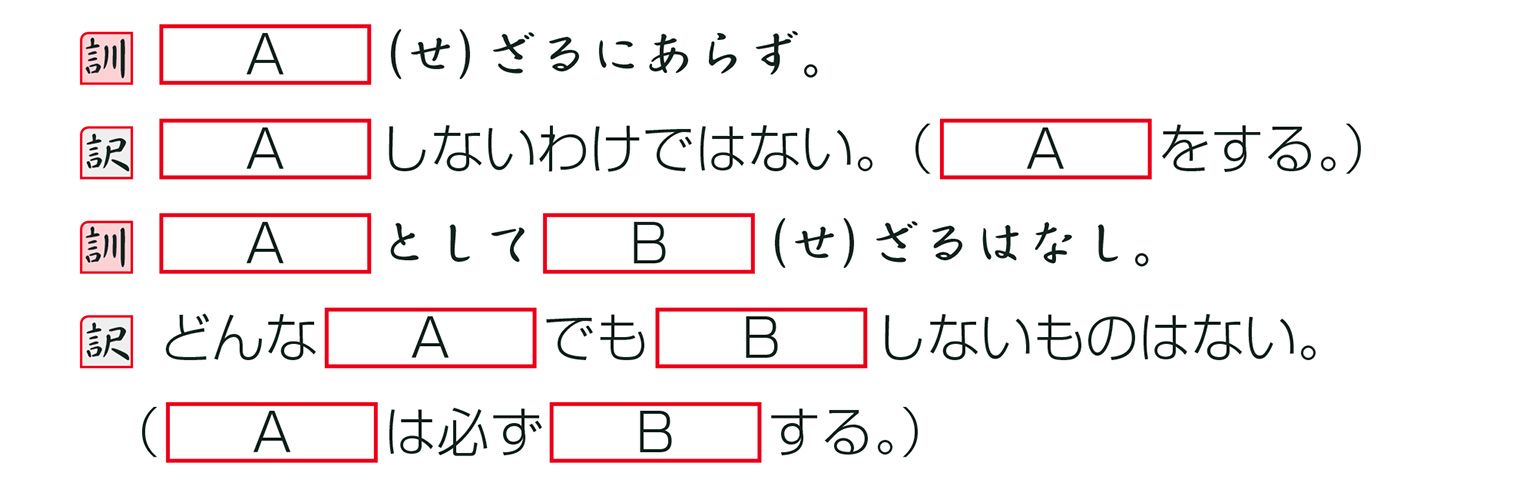 訓 A (せ)ざるにあらず。
訳 A しないわけではない。（ A をする。）
訓 A として B (せ)ざるはなし。
訳 どんな A でも B しないものはない。
（ A は必ず B する。）